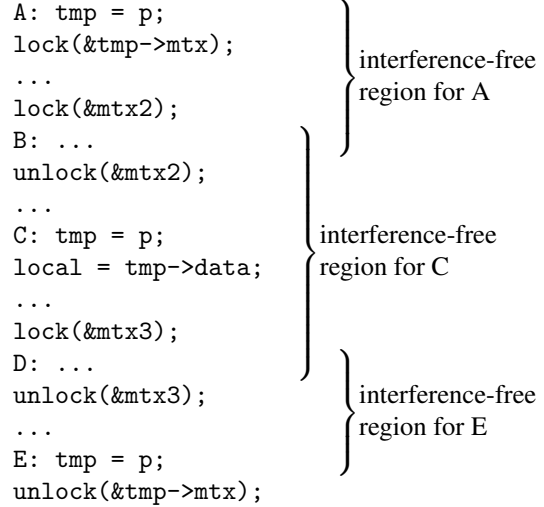 A: tmp = p;
lock(&tmp->mtx);
...
lock(&mtx2);
B: ...
unlock(&mtx2);
...
C: tmp = p;
local = tmp->data;
...
lock(&mtx3);
D: ...
unlock(&mtx3);
...
E: tmp = p;
unlock(&tmp->mtx);
interference-free
region for A
interference-free
region for C
interference-free
region for E